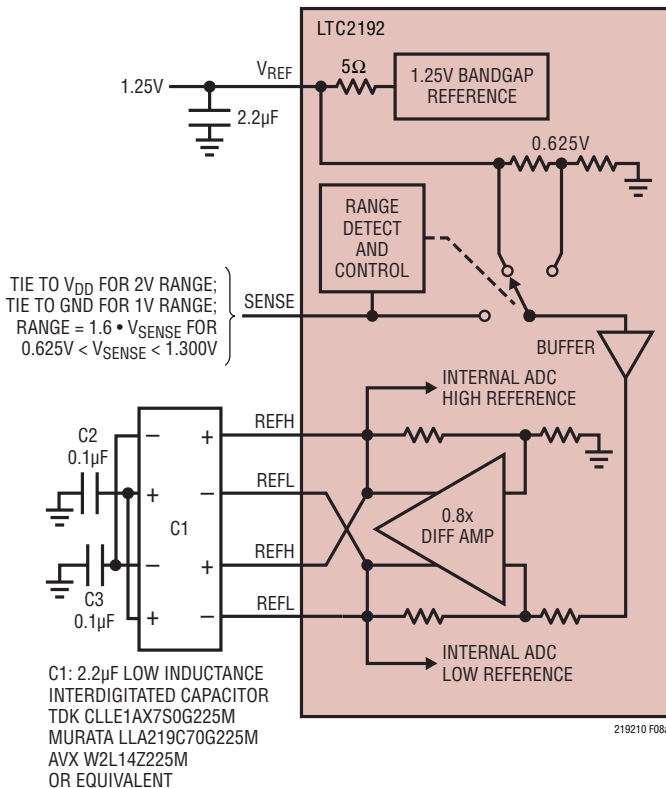 LTC2192
VREF
5Ω
1.25V
1.25V BANDGAP
REFERENCE
2.2µF
0.625V
RANGE
DETECT
AND
CONTROL
TIE TO VDD FOR 2V RANGE;
TIE TO GND FOR 1V RANGE;
RANGE = 1.6 • VSENSE FOR
0.625V < VSENSE < 1.300V
SENSE
BUFFER
INTERNAL ADC
HIGH REFERENCE
REFH
C2
0.1µF
– +
REFL
+ –
C1
0.8x
DIFF AMP
REFH
– +
C3
0.1µF
REFL
+ –
INTERNAL ADC
LOW REFERENCE
C1: 2.2µF LOW INDUCTANCE
INTERDIGITATED CAPACITOR
TDK CLLE1AX7S0G225M
MURATA LLA219C70G225M
AVX W2L14Z225M
OR EQUIVALENT
219210 F08a